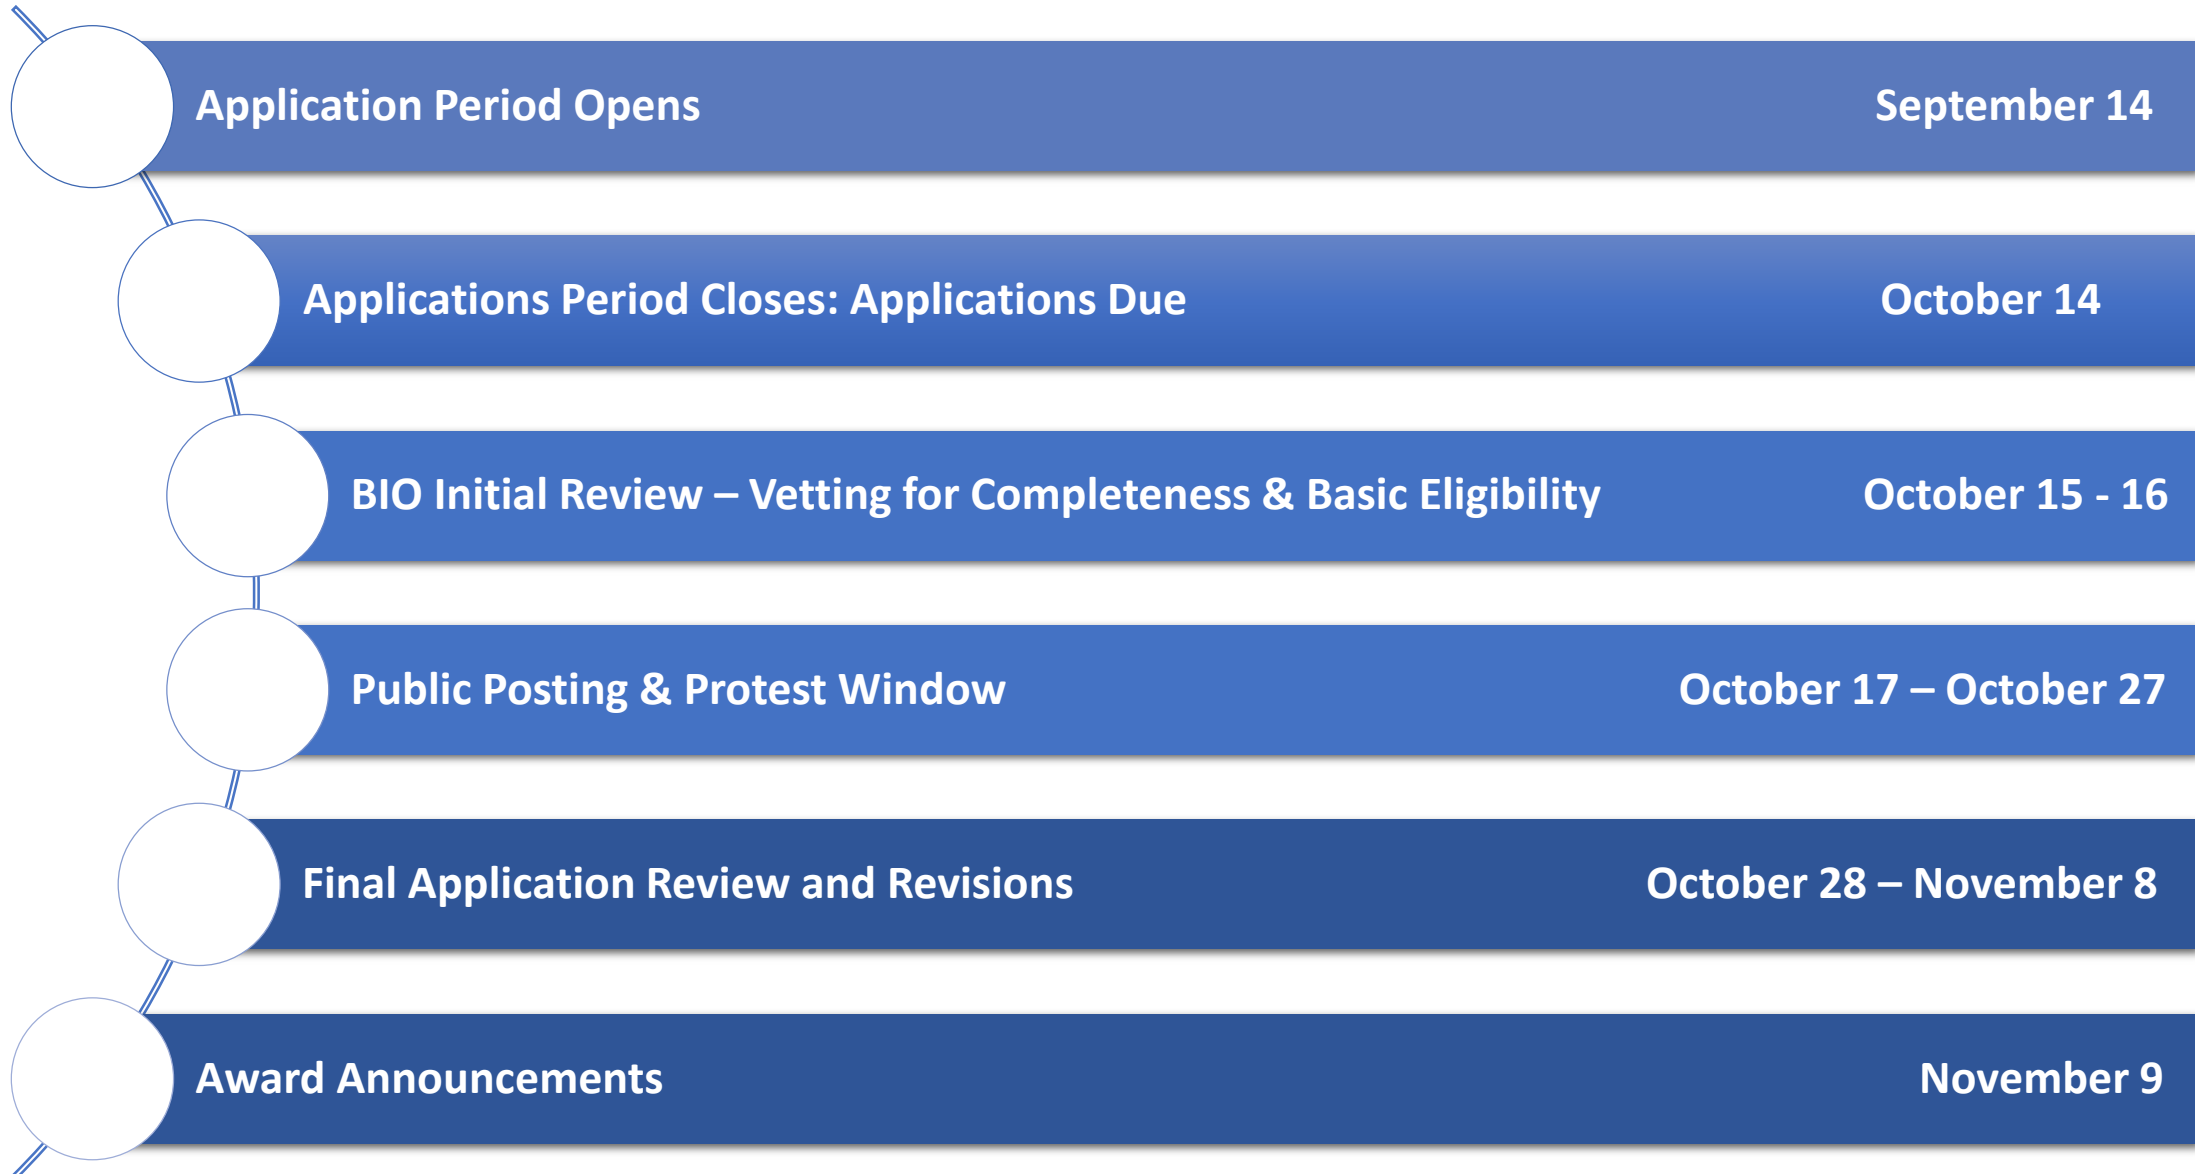 Application Period Opens September 14
Applications Period Closes: Applications Due October 14
BIO Initial Review – Vetting for Completeness & Basic Eligibility October 15 - 16
Public Posting & Protest Window October 17 – October 27
Final Application Review and Revisions October 28 – November 8
Award Announcements November 9